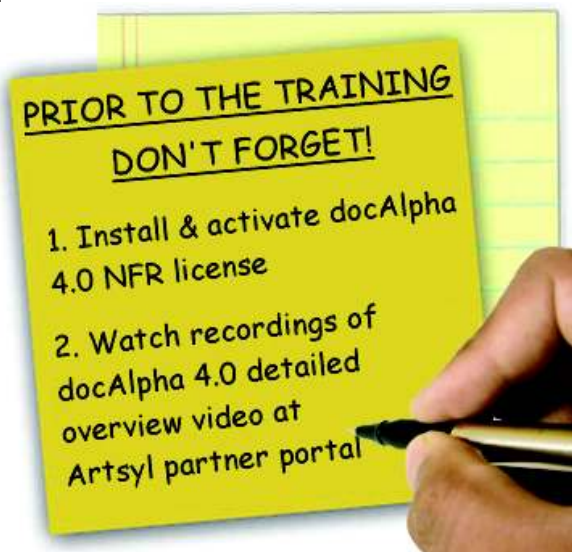 PRIOR TO THE TRAINING
DON'T FORGET!
1. Install & activate docAlpha
4.0 NFR license
2. Watch recordings of
docAlpha 4.0 detailed
overview video at
Artsyl partner portal